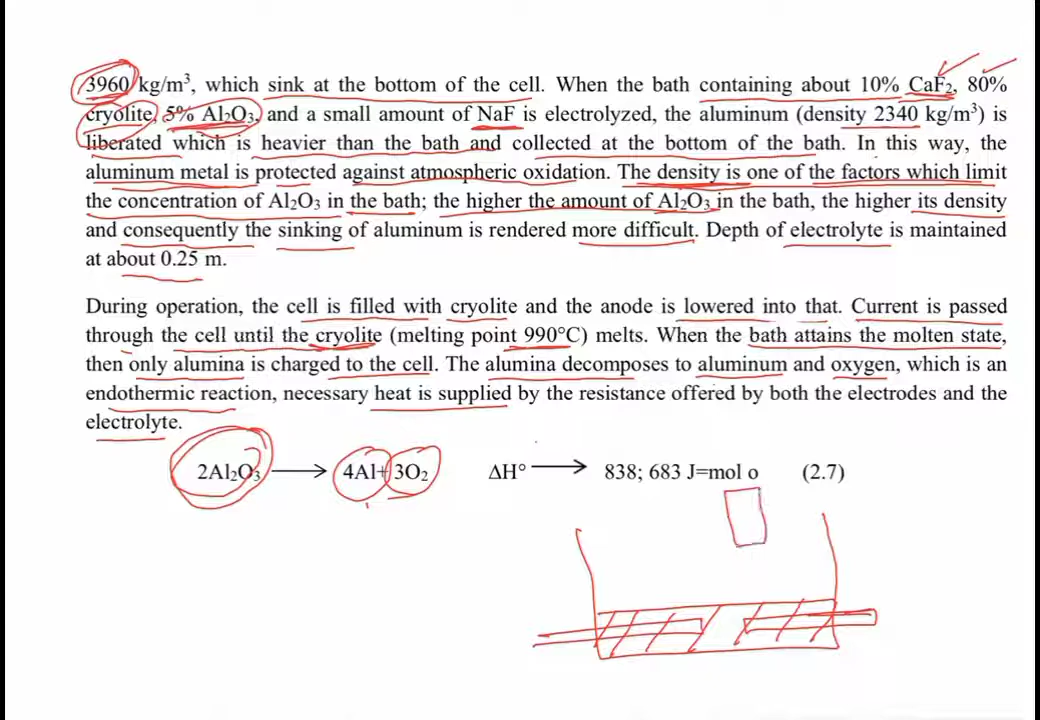 3960 kg/m³, which sink at the bottom of the cell. When the bath containing about 10% CaF₂, 80%
cryolite, 5% Al₂O₃, and a small amount of NaF is electrolyzed, the aluminum (density 2340 kg/m³) is
liberated which is heavier than the bath and collected at the bottom of the bath. In this way, the
aluminum metal is protected against atmospheric oxidation. The density is one of the factors which limit
the concentration of Al₂O₃ in the bath; the higher the amount of Al₂O₃ in the bath, the higher its density
and consequently the sinking of aluminum is rendered more difficult. Depth of electrolyte is maintained
at about 0.25 m.
During operation, the cell is filled with cryolite and the anode is lowered into that. Current is passed
through the cell until the cryolite (melting point 990°C) melts. When the bath attains the molten state,
then only alumina is charged to the cell. The alumina decomposes to aluminum and oxygen, which is an
endothermic reaction, necessary heat is supplied by the resistance offered by both the electrodes and the
electrolyte.
2Al₂O₃ ⟶ 4Al+ 3O₂ ΔH° ⟶ 838; 683 J=mol o (2.7)